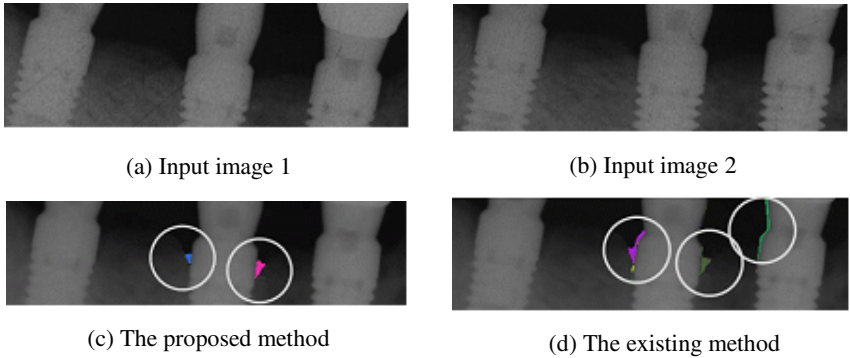 (a) Input image 1
(b) Input image 2
(c) The proposed method
(d) The existing method